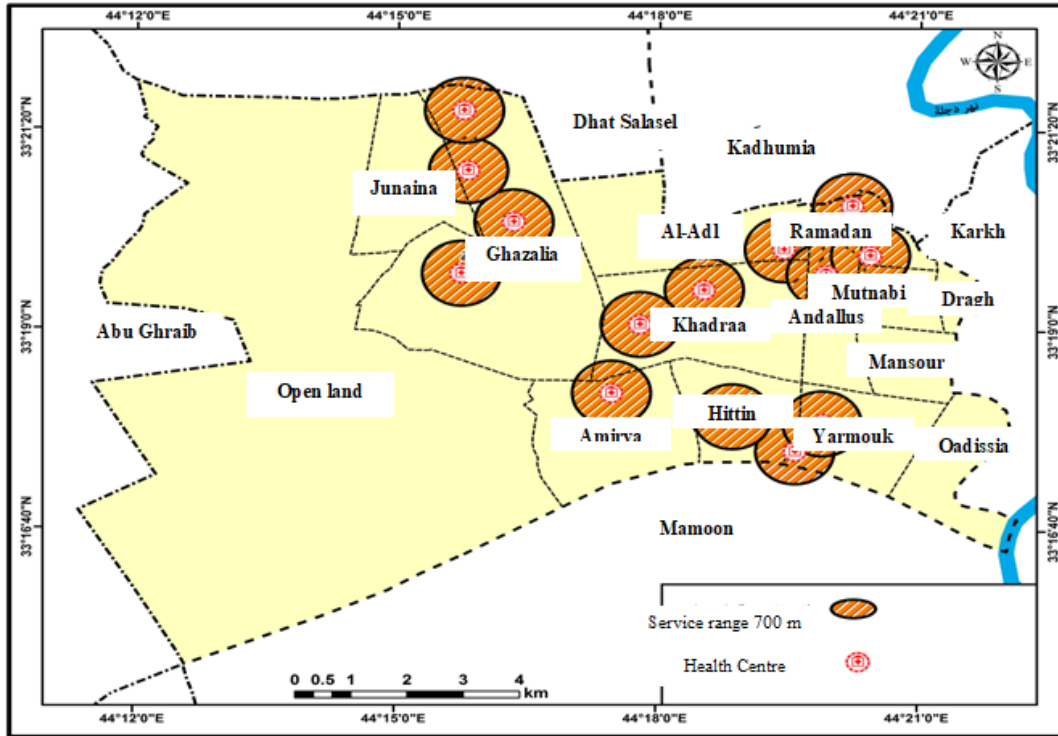 44°12'0"E
44°15'0"E
44°18'0"E
44°21'0"E
N
W
E
S
نهر دجلة
33°21'20"N
33°21'20"N
Dhat Salasel
Kadhumia
Junaina
Al-Adl
Ramadan
Karkh
Ghazalia
Mutnabi
Dragh
33°19'0"N
33°19'0"N
Abu Ghraib
Khadraa
Andallus
Mansour
Open land
Hittin
Amirya
Yarmouk
Oadissia
33°16'40"N
33°16'40"N
Mamoon
Service range 700 m
Health Centre
0 0.5 1 2 3 4
km
44°12'0"E
44°15'0"E
44°18'0"E
44°21'0"E